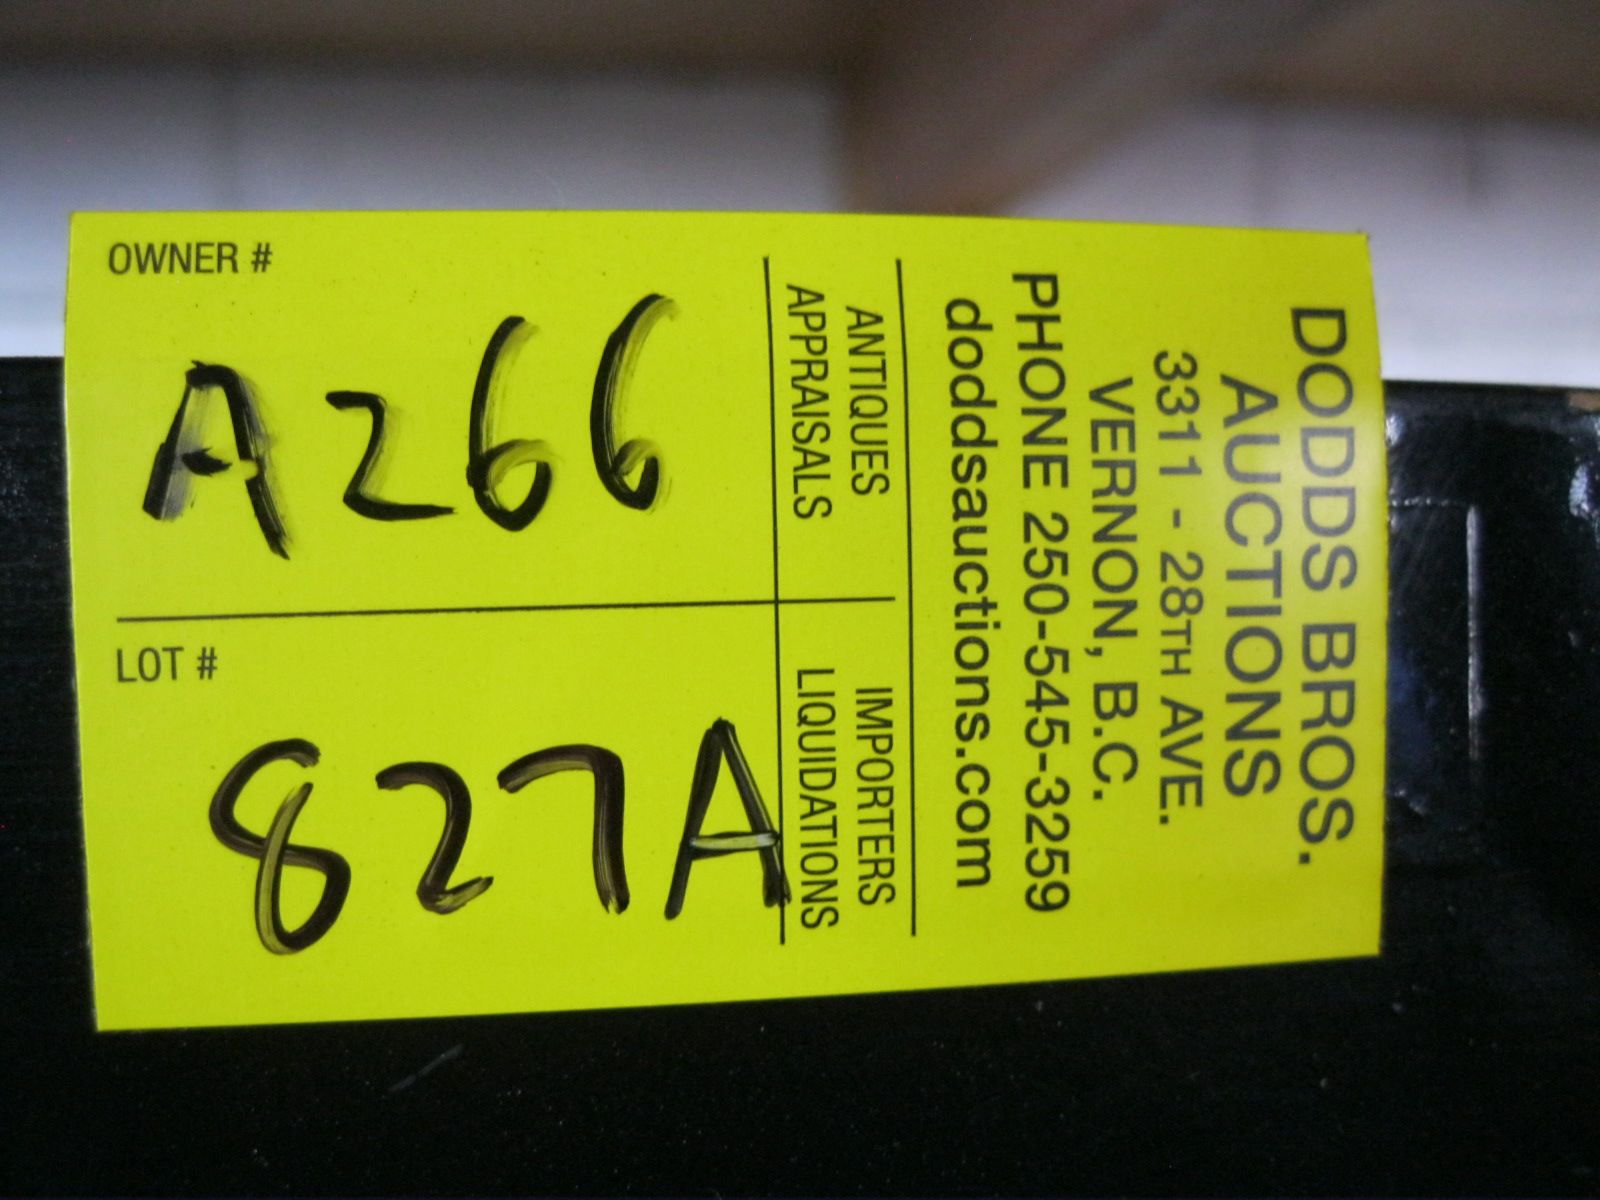 OWNER #
A266
LOT #
827A
DODDS BROS.
AUCTIONS
3311 - 28TH AVE.
VERNON, B.C.
PHONE 250-545-3259
doddsauctions.com
ANTIQUES
APPRAISALS
IMPORTERS
LIQUIDATIONS